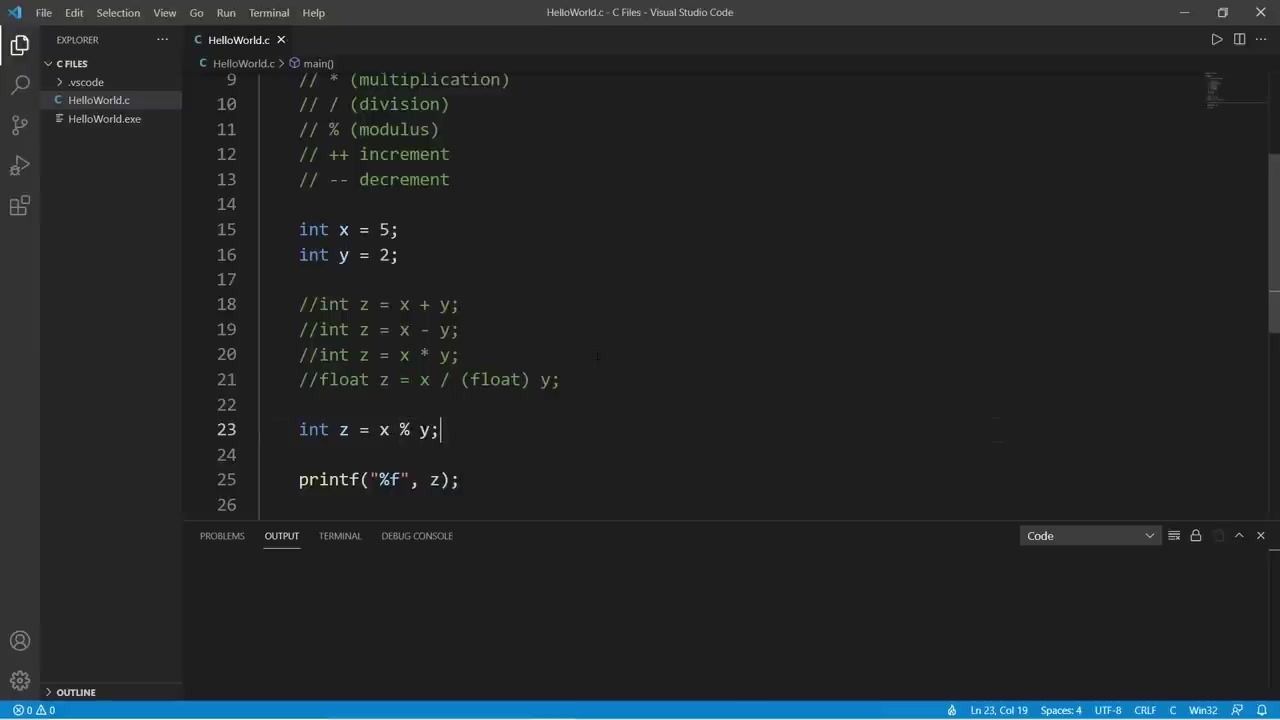 File Edit Selection View Go Run Terminal Help HelloWorld.c - C Files - Visual Studio Code
EXPLORER
HelloWorld.c
C FILES
HelloWorld.c > main()
.vscode
HelloWorld.c
HelloWorld.exe
9 // * (multiplication)
10 // / (division)
11 // % (modulus)
12 // ++ increment
13 // -- decrement
14
15 int x = 5;
16 int y = 2;
17
18 //int z = x + y;
19 //int z = x - y;
20 //int z = x * y;
21 //float z = x / (float) y;
22
23 int z = x % y;
24
25 printf("%f", z);
26
PROBLEMS OUTPUT TERMINAL DEBUG CONSOLE Code
OUTLINE
0 0 Ln 23, Col 19 Spaces: 4 UTF-8 CRLF C Win32